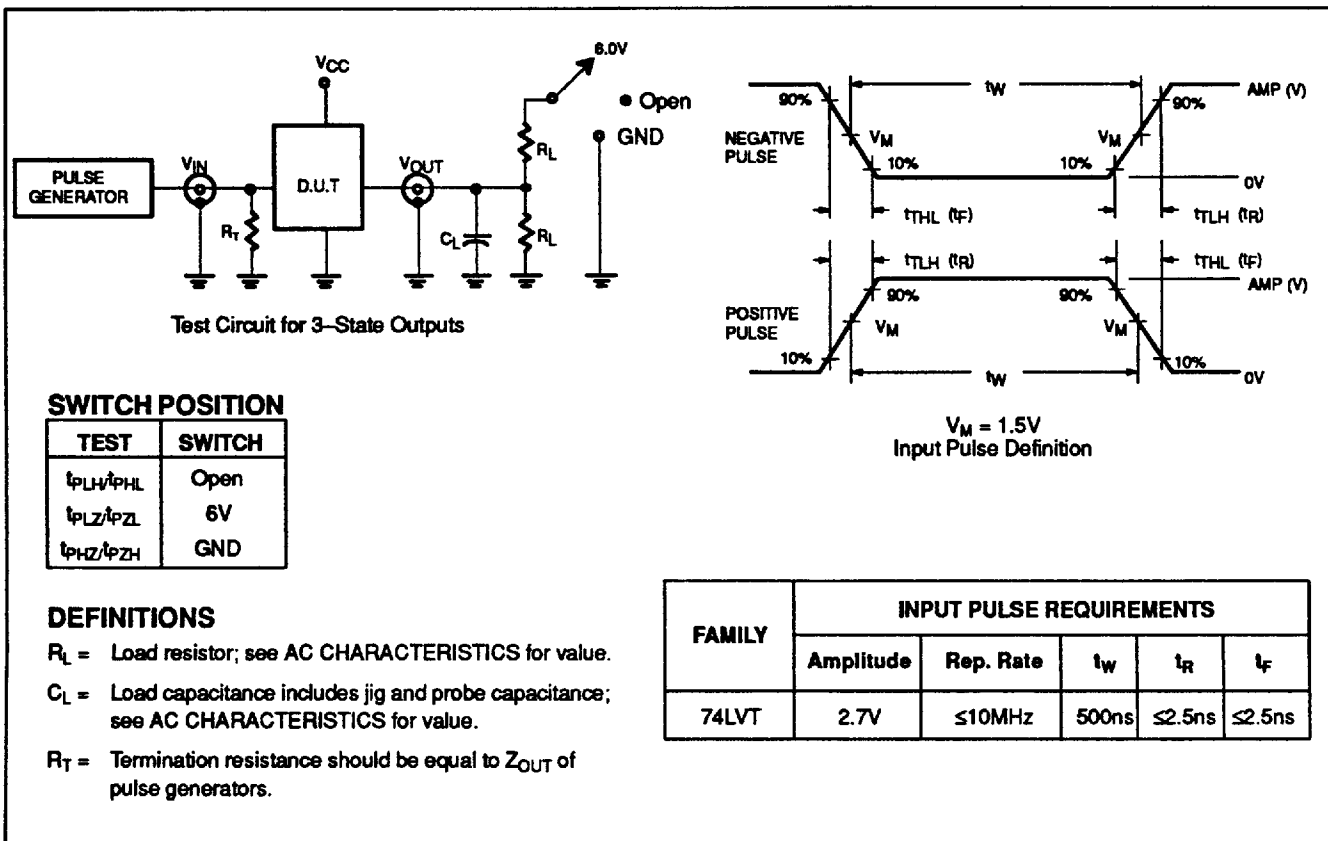 6.0V
VCC
Open
GND
RL
VIN
VOUT
PULSE
GENERATOR
D.U.T
RT
CL
RL
Test Circuit for 3–State Outputs
tW
90%
90%
AMP (V)
NEGATIVE
PULSE
VM
VM
10%
10%
0V
tTHL (tF)
tTLH (tR)
tTLH (tR)
tTHL (tF)
AMP (V)
90%
90%
POSITIVE
PULSE
VM
VM
10%
10%
tW
0V
VM = 1.5V
Input Pulse Definition
SWITCH POSITION
TEST SWITCH
tPLH/tPHL Open
tPLZ/tPZL 6V
tPHZ/tPZH GND
DEFINITIONS
RL = Load resistor; see AC CHARACTERISTICS for value.
CL = Load capacitance includes jig and probe capacitance;
see AC CHARACTERISTICS for value.
RT = Termination resistance should be equal to ZOUT of
pulse generators.
FAMILY
INPUT PULSE REQUIREMENTS
Amplitude Rep. Rate tW tR tF
74LVT 2.7V ≤10MHz 500ns ≤2.5ns ≤2.5ns